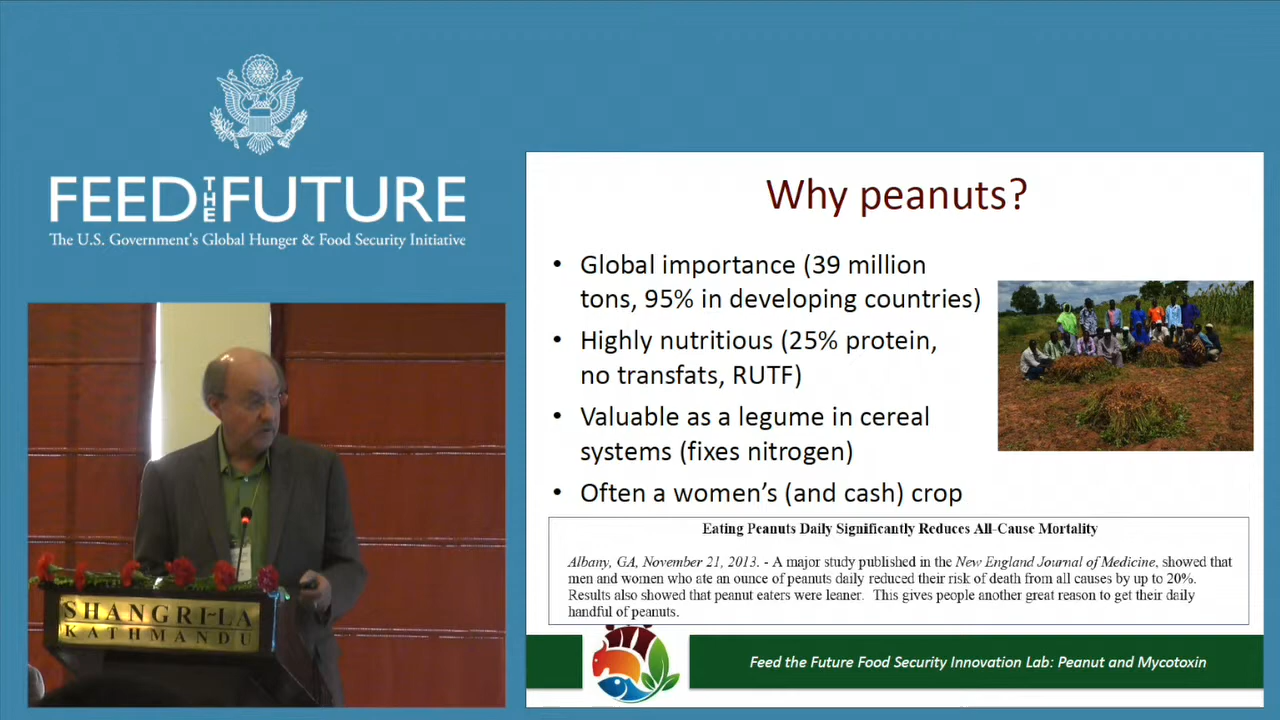 FEED THE FUTURE
The U.S. Government's Global Hunger & Food Security Initiative
SHANGRI-LA
Why peanuts?
• Global importance (39 million
tons, 95% in developing countries)
• Highly nutritious (25% protein,
no transfats, RUTF)
• Valuable as a legume in cereal
systems (fixes nitrogen)
• Often a women's (and cash) crop
Eating Peanuts Daily Significantly Reduces All-Cause Mortality
Albany, GA, November 21, 2013. - A major study published in the New England Journal of Medicine, showed that
men and women who ate an ounce of peanuts daily reduced their risk of death from all causes by up to 20%.
Results also showed that peanut eaters were leaner. This gives people another great reason to get their daily
handful of peanuts.
Feed the Future Food Security Innovation Lab: Peanut and Mycotoxin